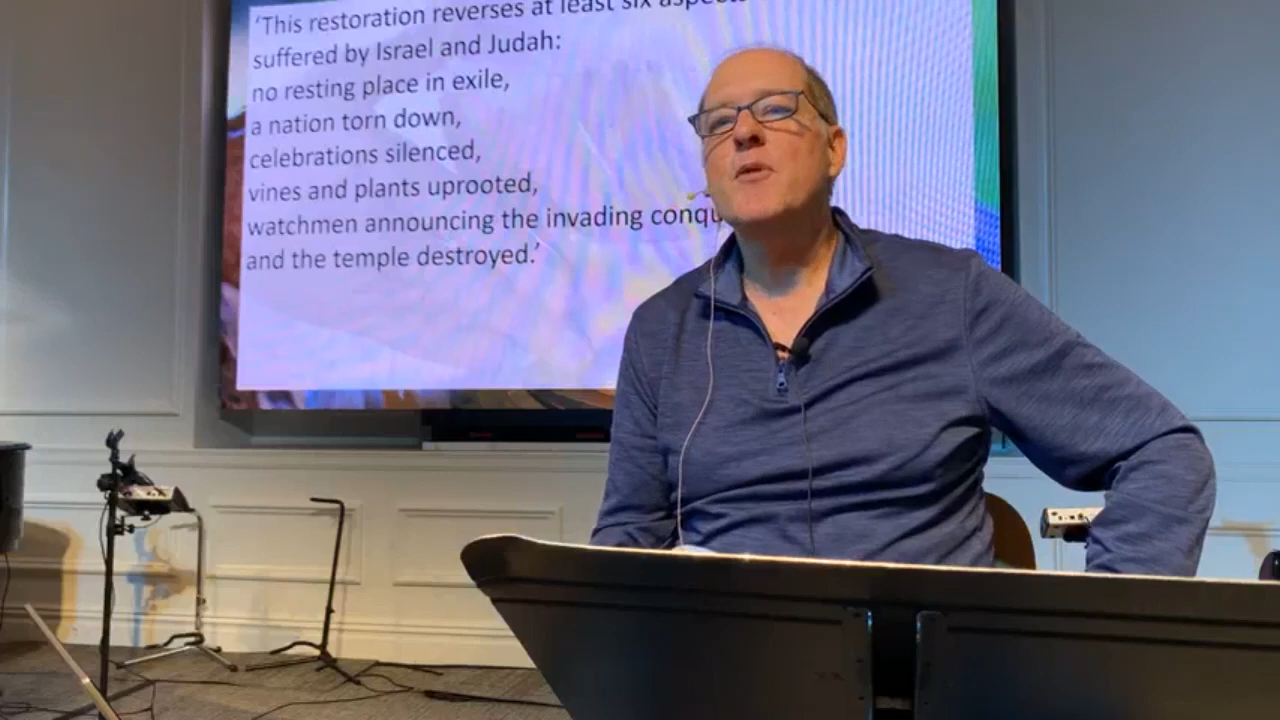 ‘This restoration reverses at least six aspects
suffered by Israel and Judah:
no resting place in exile,
a nation torn down,
celebrations silenced,
vines and plants uprooted,
watchmen announcing the invading
and the temple destroyed.’